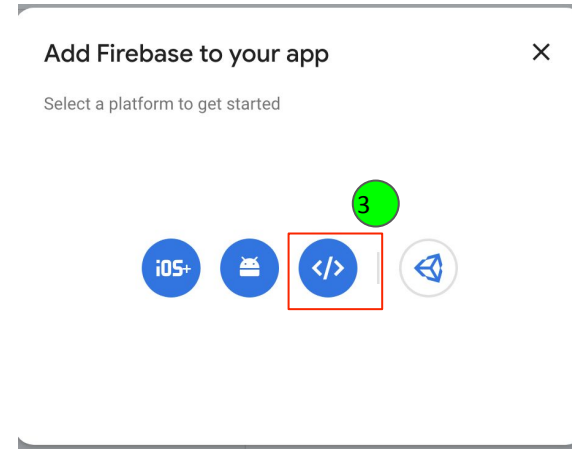 Add Firebase to your app
Select a platform to get started
3
iOS+
</>